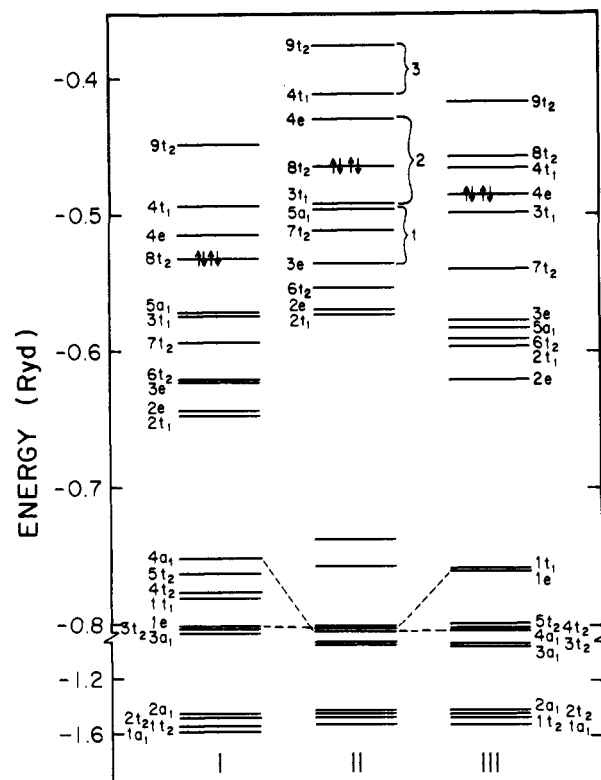 ENERGY (Ryd)
-0.4
-0.5
-0.6
-0.7
-0.8
-1.2
-1.6
9t₂
4t₁
4e
8t₂
5a₁
3t₁
7t₂
6t₂
3e
2e
2t₁
4a₁
5t₂
4t₂
1t₁
1e
3t₂
3a₁
2a₁
2t₂
1t₂
1a₁
I
9t₂
3
4t₁
4e
2
8t₂
3t₁
5a₁
1
7t₂
3e
6t₂
2e
2t₁
II
9t₂
8t₂
4t₁
4e
3t₁
7t₂
3e
5a₁
6t₂
2t₁
2e
1t₁
1e
5t₂ 4t₂
4a₁ 3t₂
3a₁
2a₁ 2t₂
1t₂ 1a₁
III